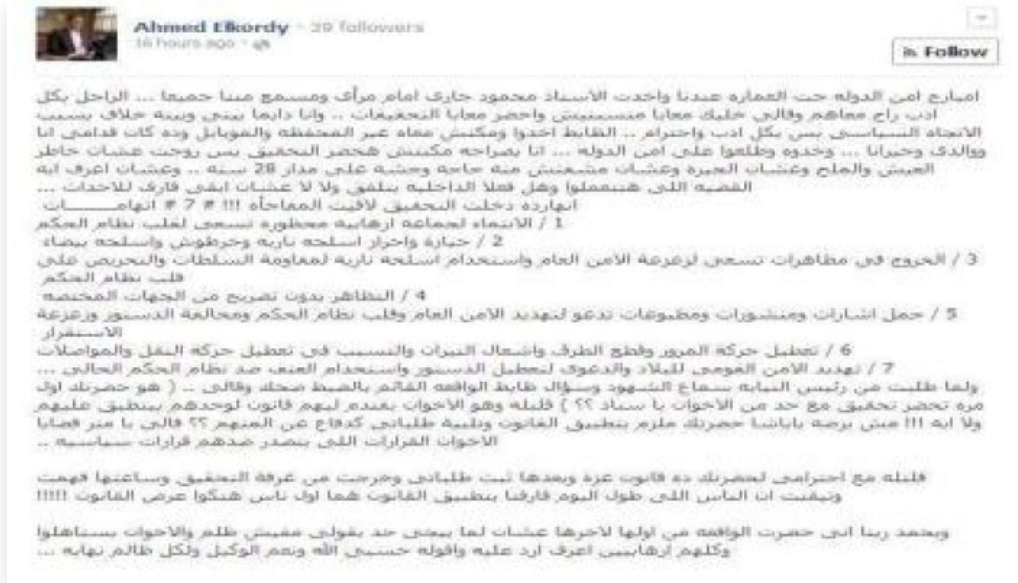 Ahmed Elkordy · 39 followers
16 hours ago ·
Follow
امبارح امن الدوله جت العماره عندنا واخدت الاستاذ محمود جارى امام مرأى ومسمع مننا جميعا ... الراجل بكل
ادب راح معاهم وقالى خليك معايا متسبنيش واحضر معايا التحقيقات .. وانا دايما بينى وبينه خلاف بسبب
الاتجاه السياسى بس بكل ادب واحترام .. الظابط اخدوا ومكنش معاه غير المحفظه والموبايل وده كان قدامى انا
ووالدى وجيرانا ... وخدوه وطلعوا على امن الدوله ... انا بصراحه مكنتش هحضر التحقيق بس روحت عشان خاطر
العيش والملح وعشان الجيره وعشان مشفتش منه حاجه وحشه على مدار 28 سنه .. وعشان اعرف ايه
القضيه اللى هيتعملوا وهل فعلا الداخليه بتلفق ولا لا عشان ابقى قارى للاحداث ...
انهارده دخلت التحقيق لاقيت المفاجأه !!! # 7 # اتهامـــــــات
1 / الانتماء لجماعه ارهابيه محظوره تسعى لقلب نظام الحكم
2 / حيازة واحراز اسلحه ناريه وخرطوش واسلحه بيضاء
3 / الخروج فى مظاهرات تسعى لزعزعة الامن العام واستخدام اسلحه ناريه لمقاومة السلطات والتحريض على
قلب نظام الحكم
4 / التظاهر بدون تصريح من الجهات المختصه
5 / حمل اشارات ومنشورات ومطبوعات تدعو لتهديد الامن العام وقلب نظام الحكم ومخالفة الدستور وزعزعة
الاستقرار
6 / تعطيل حركة المرور وقطع الطرق واشعال النيران والتسبب فى تعطيل حركة النقل والمواصلات
7 / تهديد الامن القومى للبلاد والدعوى لتعطيل الدستور واستخدام العنف ضد نظام الحكم الحالى ...
ولما طلبت من رئيس النيابه سماع الشهود وسؤال ظابط الواقعه القائم بالضبط ضحك وقالى .. ( هو حضرتك اول
مره تحضر تحقيق مع حد من الاخوان يا ستاذ ؟؟ ) قلتله وهو الاخوان بقيدم ليهم قانون لوحدهم بيتطبق عليهم
ولا ايه !!! مش برضه ياباشا حضرتك ملزم بتطبيق القانون وتلبية طلباتى كدفاع عن المتهم ؟؟ قالى يا متر قضايا
الاخوان القرارات اللى بتصدر ضدهم قرارات سياسيه ..
قلتله مع احترامى لحضرتك ده قانون غزة وبعدها ثبت طلباتى وخرجت من غرفة التحقيق وساعتها فهمت
وتيقنت ان الناس اللى طول اليوم قارفنا بتطبيق القانون هما اول ناس هتكوا عرض القانون !!!!!
وبحمد ربنا انى حضرت الواقعه من اولها لاخرها عشان لما ييجى حد يقولى مفيش ظلم والاخوان يستاهلوا
وكلهم ارهابيين اعرف ارد عليه واقوله حسبى الله ونعم الوكيل ولكل ظالم نهايه ...